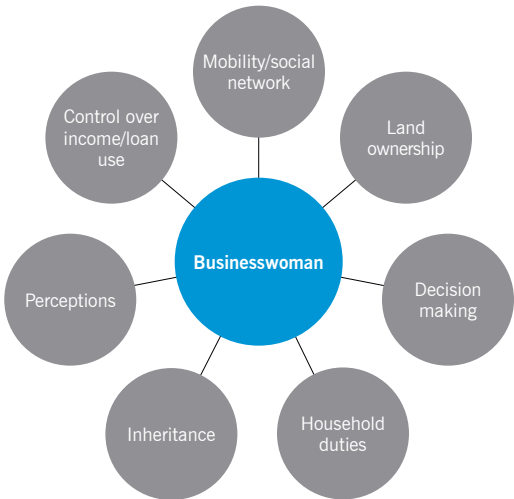 Mobility/social
network
Land
ownership
Decision
making
Household
duties
Inheritance
Perceptions
Control over
income/loan
use
Businesswoman